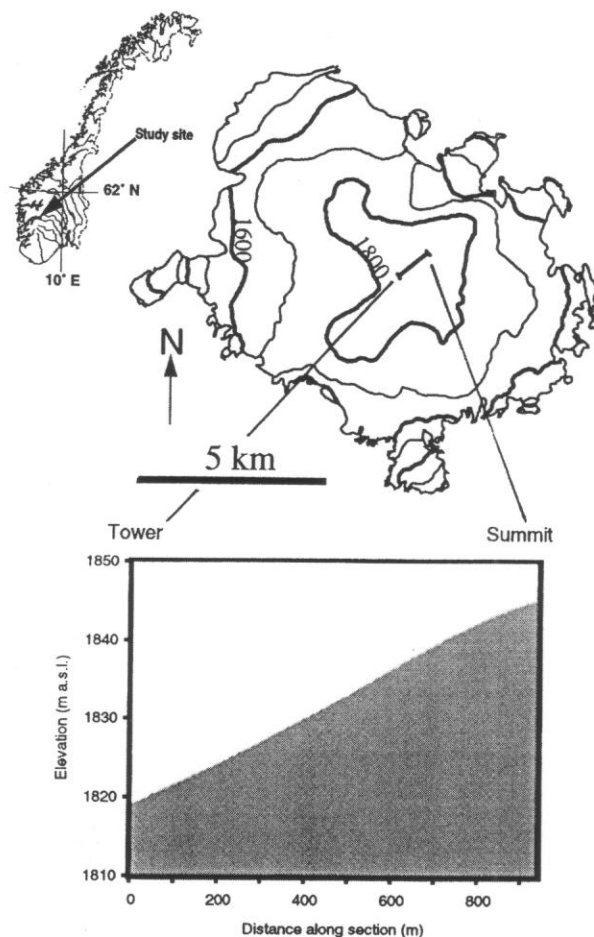 Study site
62° N
10° E
1600
1800
N
5 km
Tower
Summit
1850
1840
1830
1820
1810
Elevation (m a.s.l.)
0
200
400
600
800
Distance along section (m)